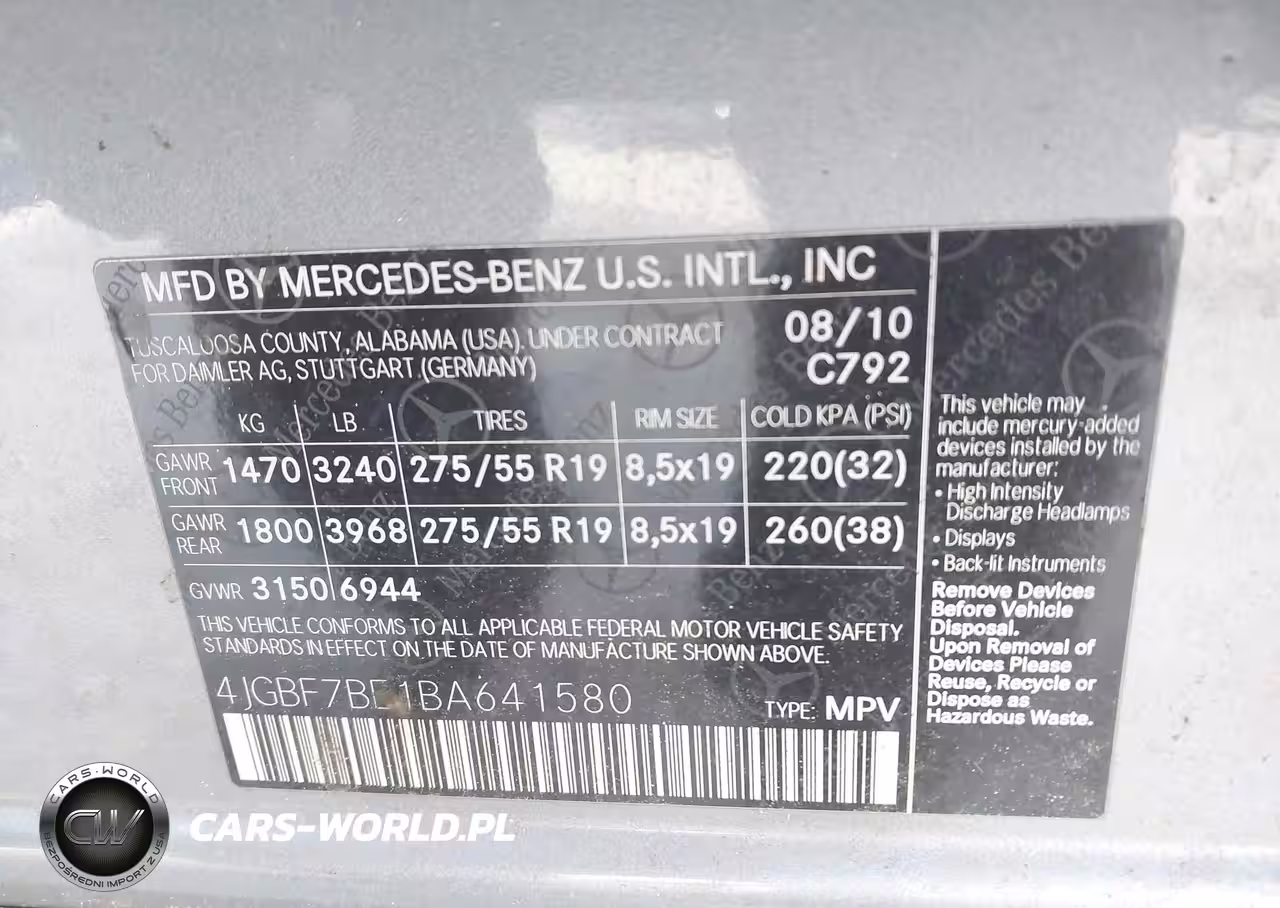 MFD BY MERCEDES-BENZ U.S. INTL., INC
TUSCALOOSA COUNTY, ALABAMA (USA). UNDER CONTRACT
FOR DAIMLER AG, STUTTGART (GERMANY)
08/10
C792
KG LB TIRES RIM SIZE COLD KPA (PSI)
GAWR FRONT 1470 3240 275/55 R19 8,5x19 220(32)
GAWR REAR 1800 3968 275/55 R19 8,5x19 260(38)
GVWR 3150 6944
THIS VEHICLE CONFORMS TO ALL APPLICABLE FEDERAL MOTOR VEHICLE SAFETY
STANDARDS IN EFFECT ON THE DATE OF MANUFACTURE SHOWN ABOVE.
TYPE: MPV
This vehicle may
include mercury-added
devices installed by the
manufacturer:
• High Intensity
Discharge Headlamps
• Displays
• Back-lit Instruments
Remove Devices
Before Vehicle
Disposal.
Upon Removal of
Devices Please
Reuse, Recycle or
Dispose as
Hazardous Waste.
CARS-WORLD
CW
BEZPOŚREDNI IMPORT Z USA
CARS-WORLD.PL